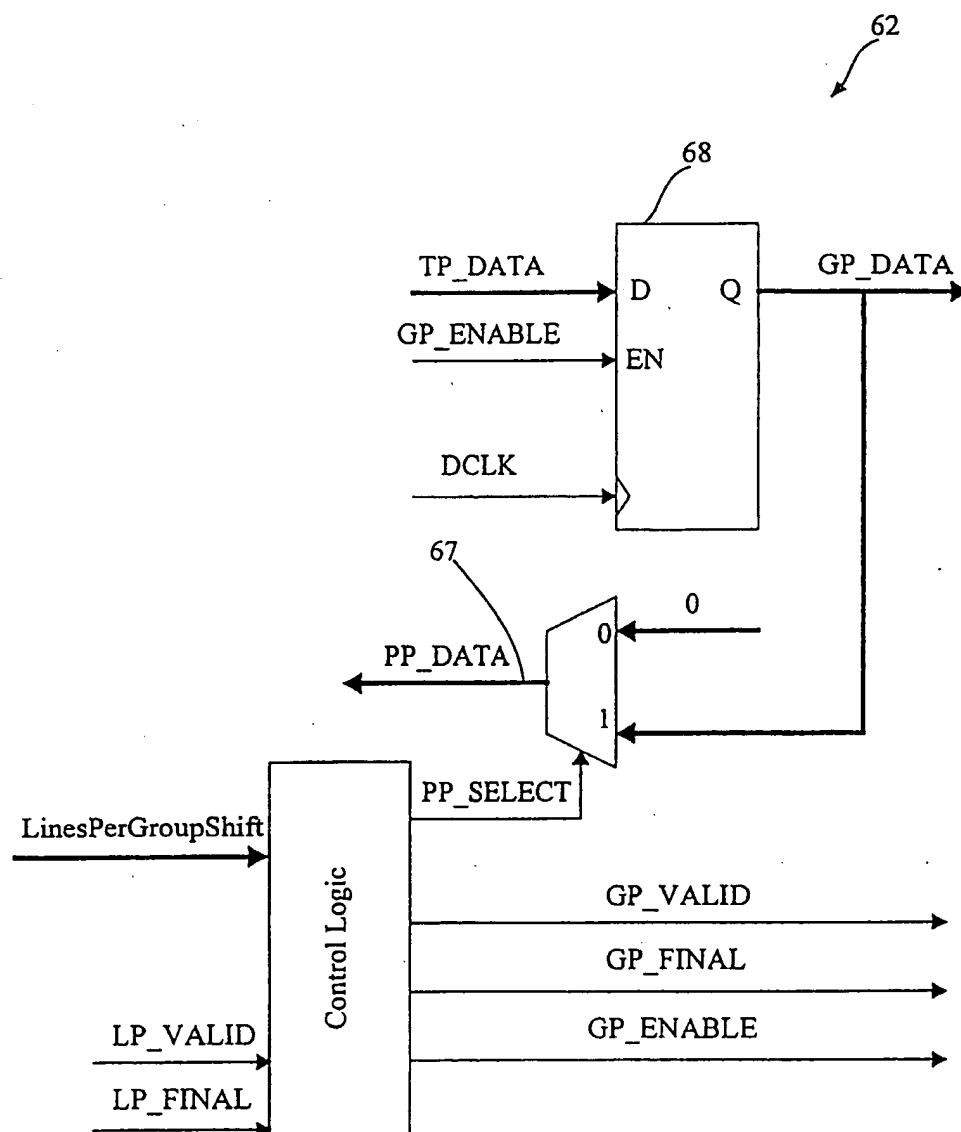 62
68
TP_DATA
GP_DATA
D Q
GP_ENABLE
EN
DCLK
67
0
0
PP_DATA
1
PP_SELECT
LinesPerGroupShift
Control Logic
GP_VALID
GP_FINAL
LP_VALID
GP_ENABLE
LP_FINAL